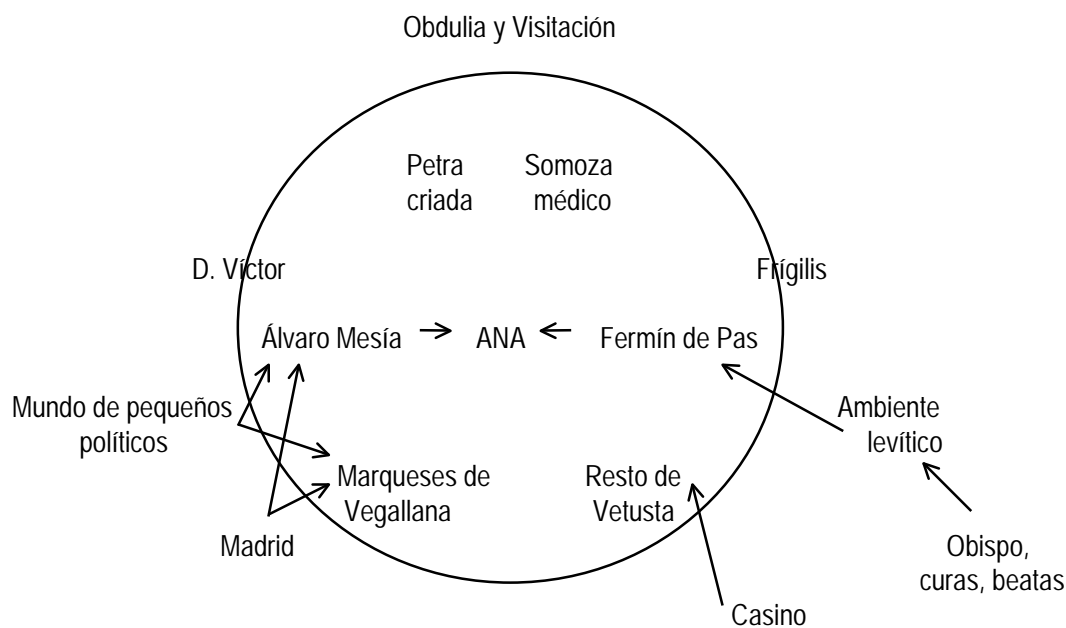 Obdulia y Visitación
Petra
criada
Somoza
médico
D. Víctor
Frígilis
Álvaro Mesía
ANA
Fermín de Pas
Mundo de pequeños
políticos
Ambiente
levítico
Marqueses de
Vegallana
Resto de
Vetusta
Madrid
Obispo,
curas, beatas
Casino